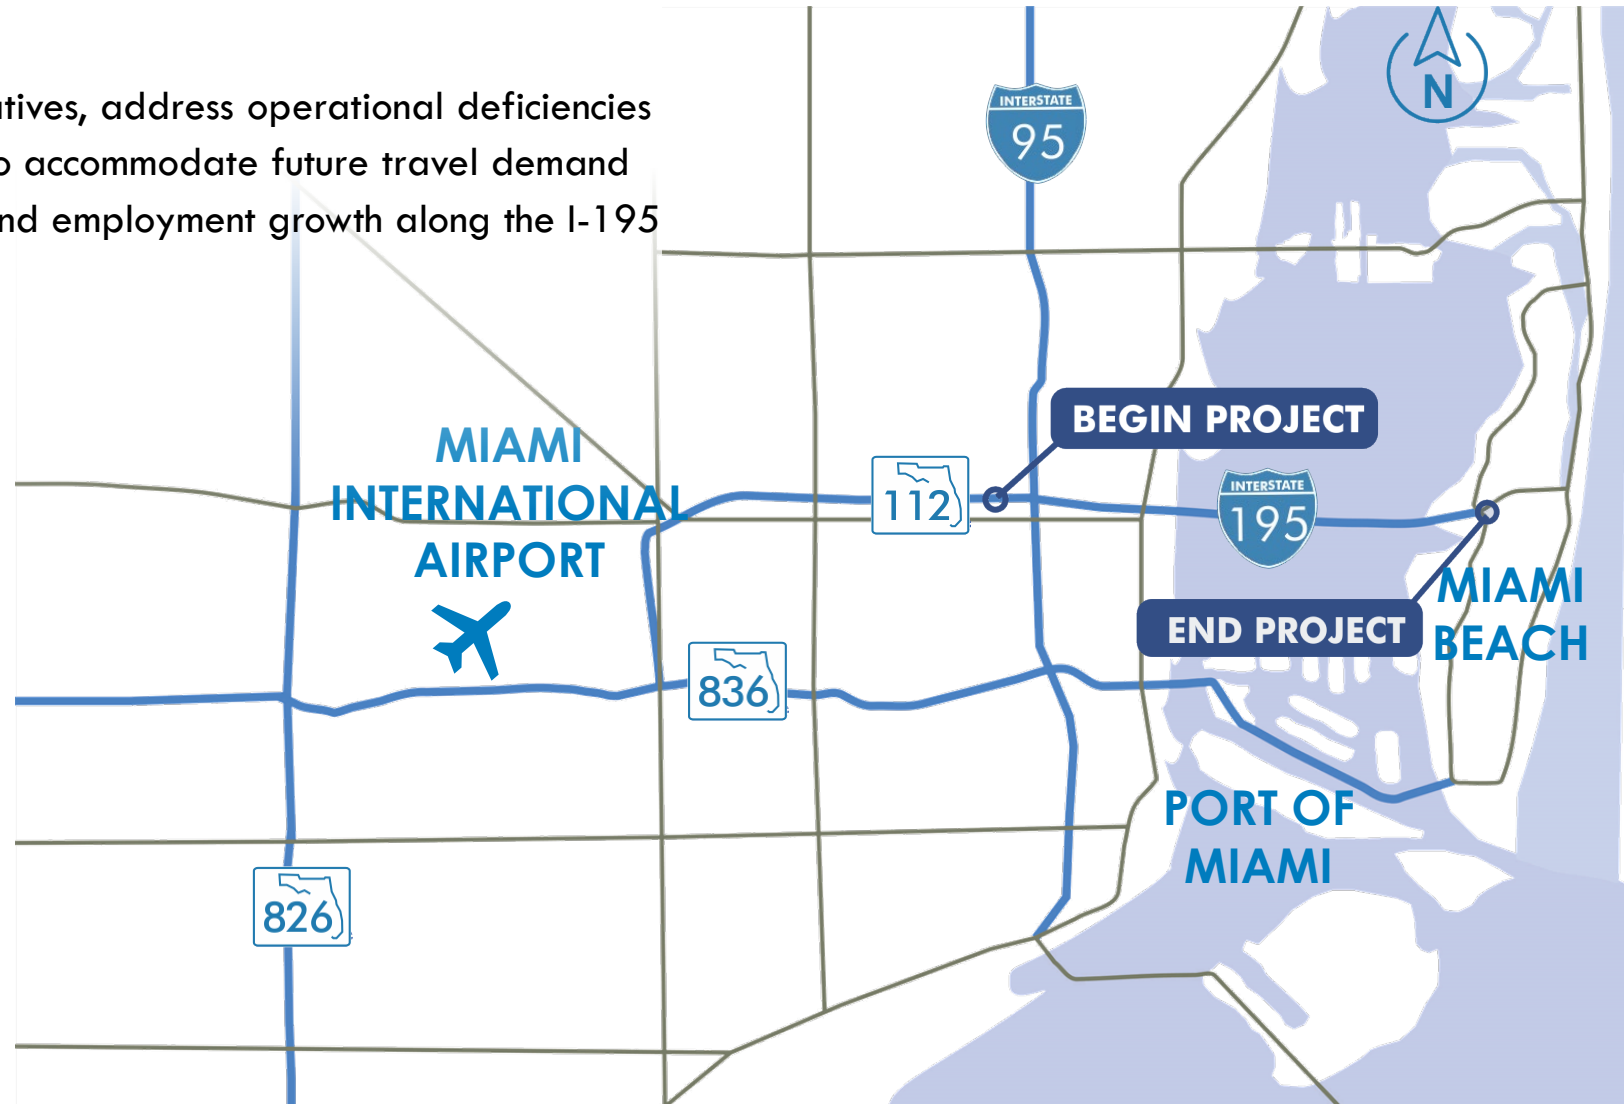 atives, address operational deficiencies
o accommodate future travel demand
nd employment growth along the I-195
N
INTERSTATE
95
BEGIN PROJECT
MIAMI
INTERNATIONAL
AIRPORT
112
INTERSTATE
195
END PROJECT
MIAMI
BEACH
836
PORT OF
MIAMI
826